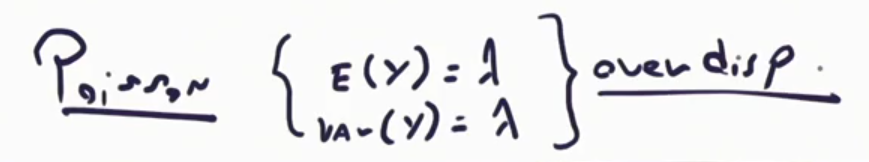 Poisson { E(Y) = λ } overdisp.
VAr(Y) = λ